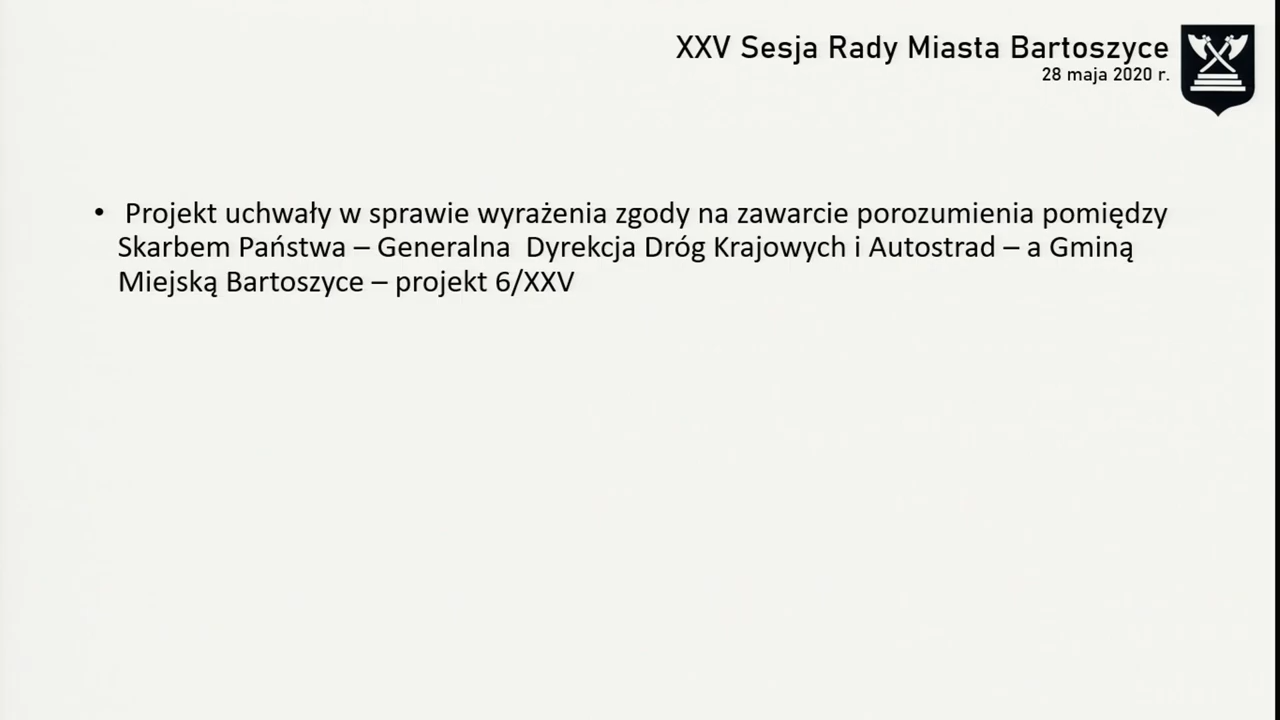 XXV Sesja Rady Miasta Bartoszyce
28 maja 2020 r.
• Projekt uchwały w sprawie wyrażenia zgody na zawarcie porozumienia pomiędzy
Skarbem Państwa – Generalna  Dyrekcja Dróg Krajowych i Autostrad – a Gminą
Miejską Bartoszyce – projekt 6/XXV